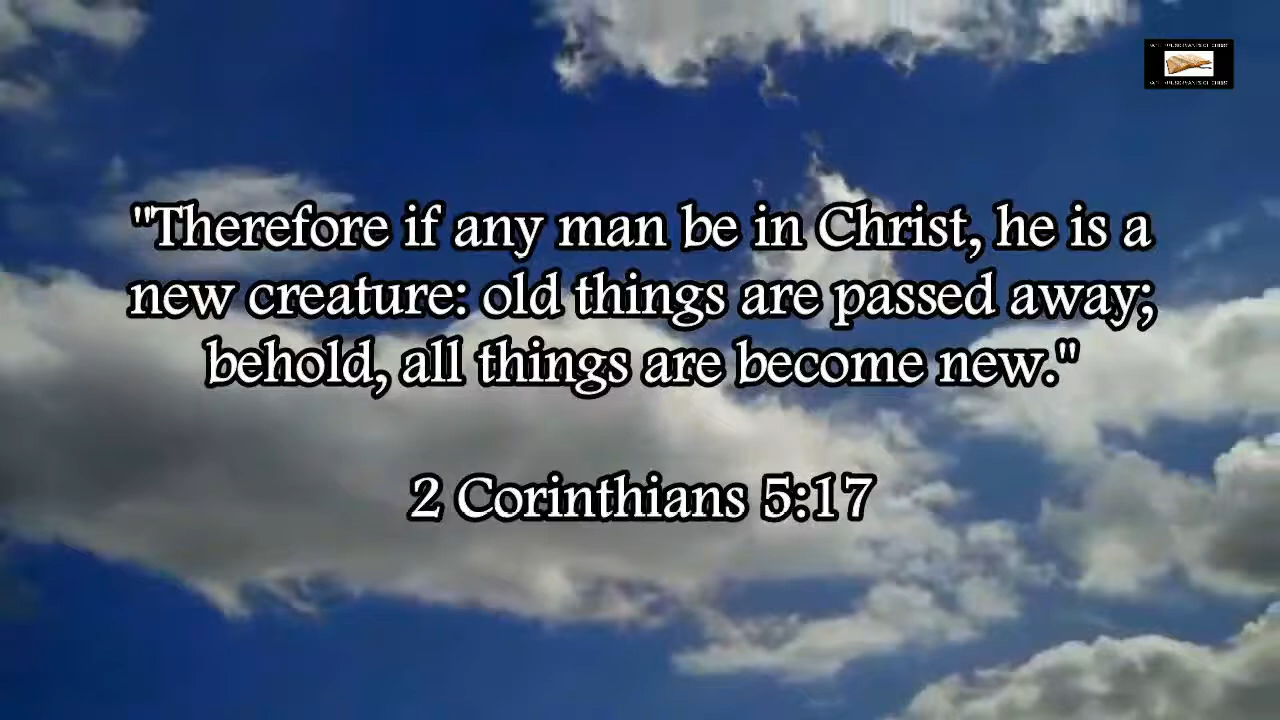 "Therefore if any man be in Christ, he is a
new creature: old things are passed away;
behold, all things are become new."
2 Corinthians 5:17